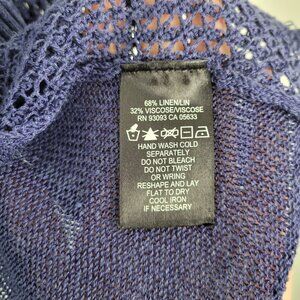 68% LINEN/LIN
32% VISCOSE/VISCOSE
RN 93093 CA 05633
HAND WASH COLD
SEPARATELY
DO NOT BLEACH
DO NOT TWIST
OR WRING
RESHAPE AND LAY
FLAT TO DRY
COOL IRON
IF NECESSARY